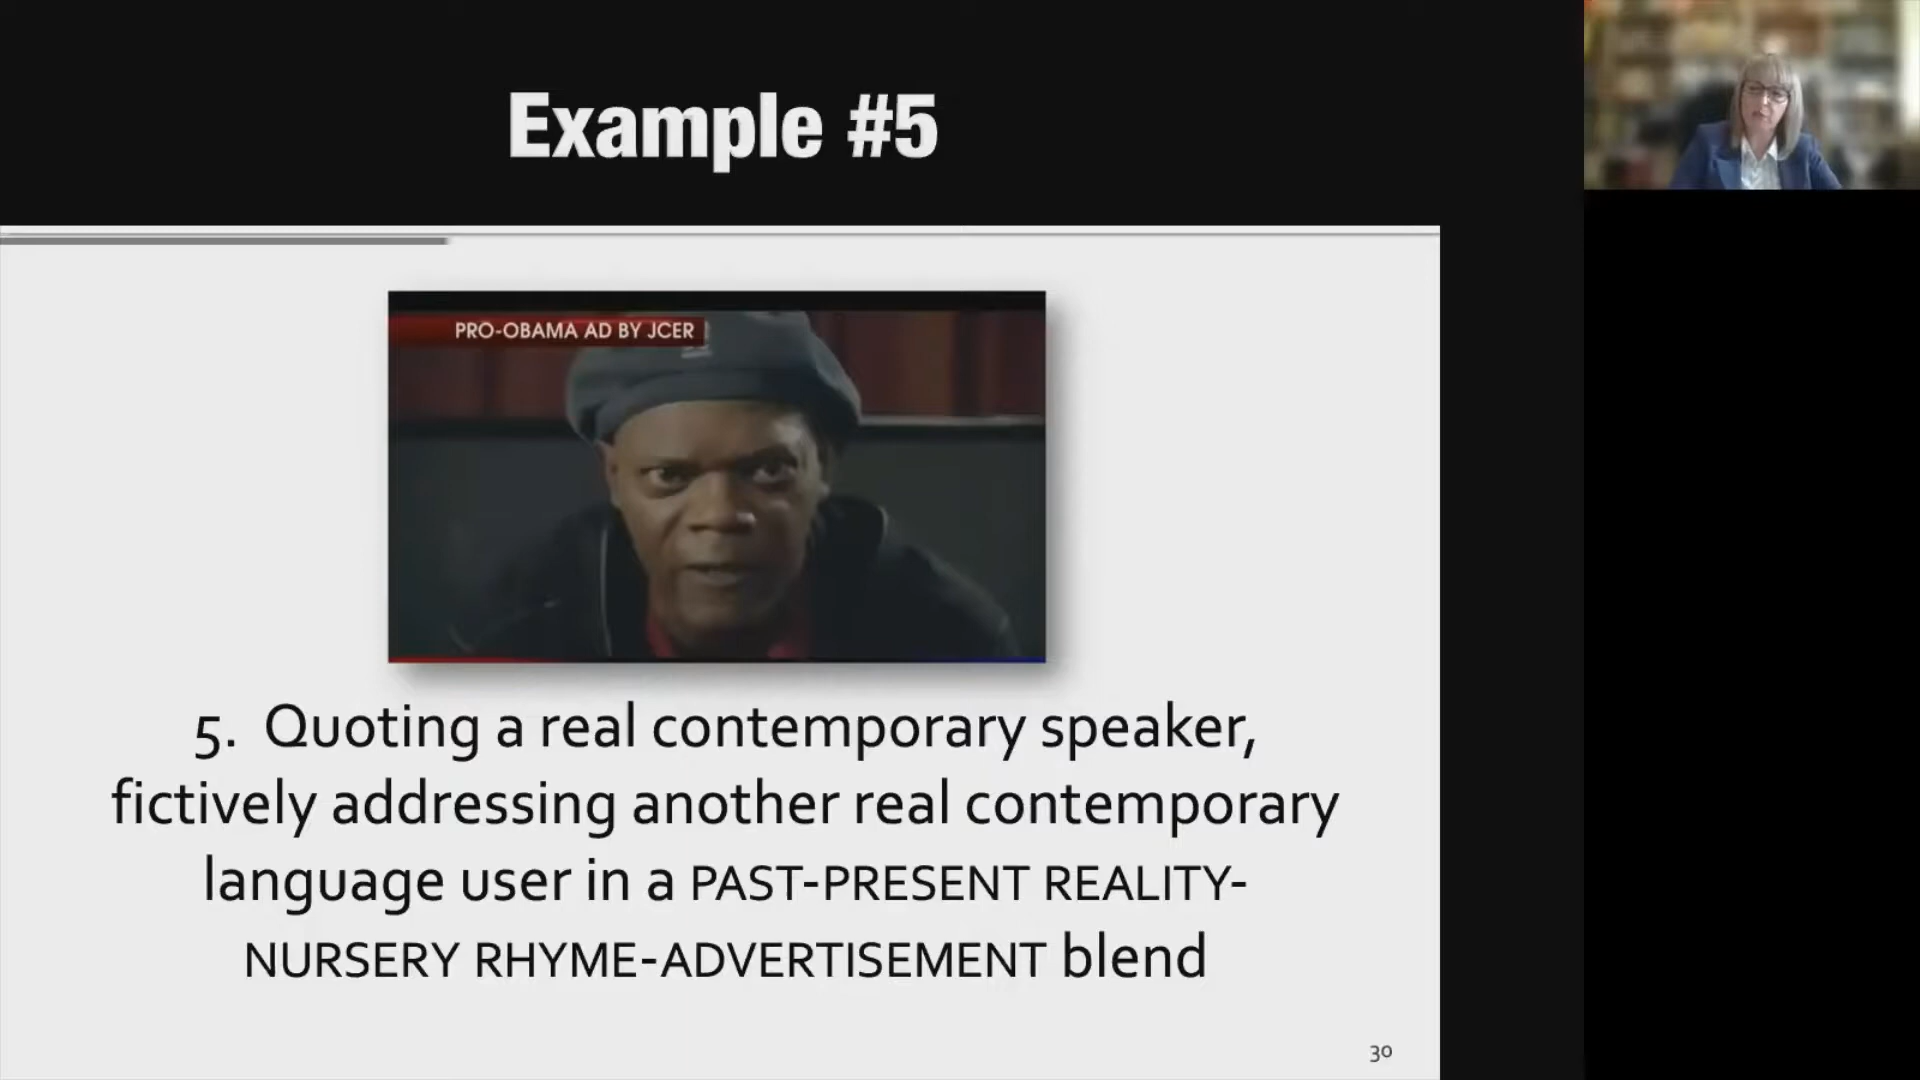 Example #5
PRO-OBAMA AD BY JCER
5. Quoting a real contemporary speaker,
fictively addressing another real contemporary
language user in a PAST-PRESENT REALITY-
NURSERY RHYME-ADVERTISEMENT blend
30